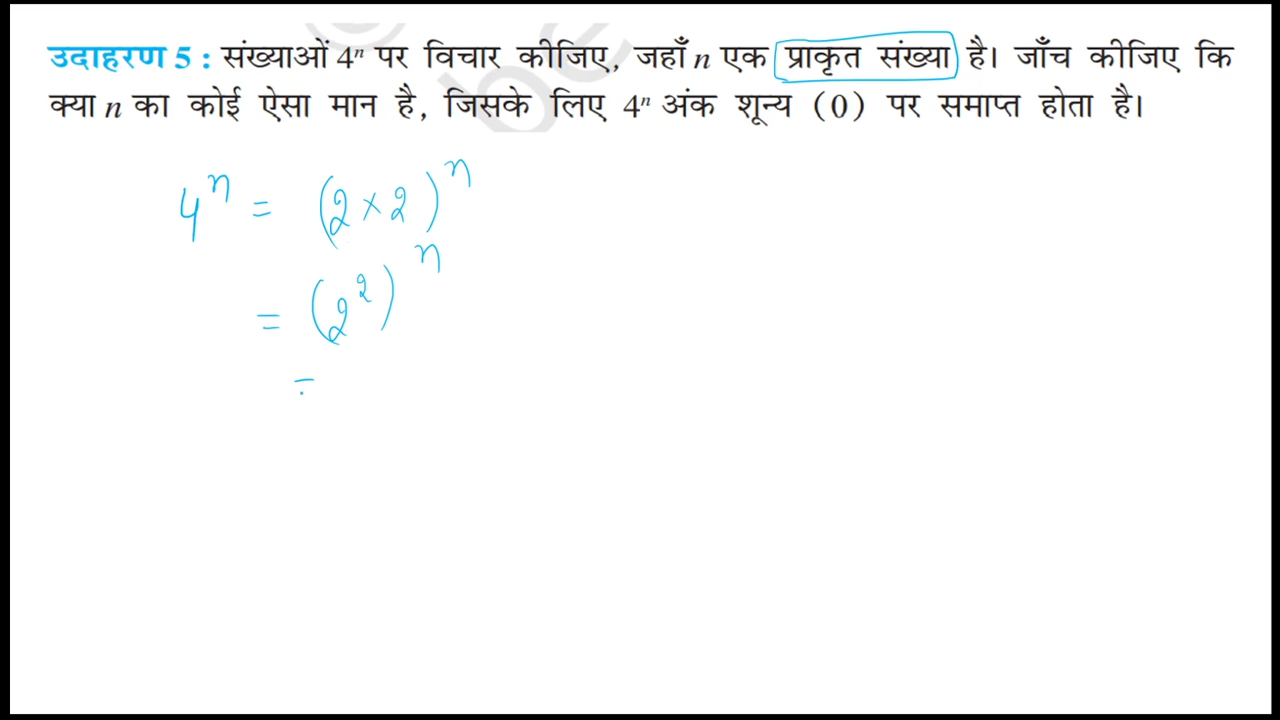 उदाहरण 5 : संख्याओं 4ⁿ पर विचार कीजिए, जहाँ n एक प्राकृत संख्या है। जाँच कीजिए कि
क्या n का कोई ऐसा मान है, जिसके लिए 4ⁿ अंक शून्य (0) पर समाप्त होता है।
4ⁿ = (2 × 2)ⁿ
= (2²)ⁿ
=